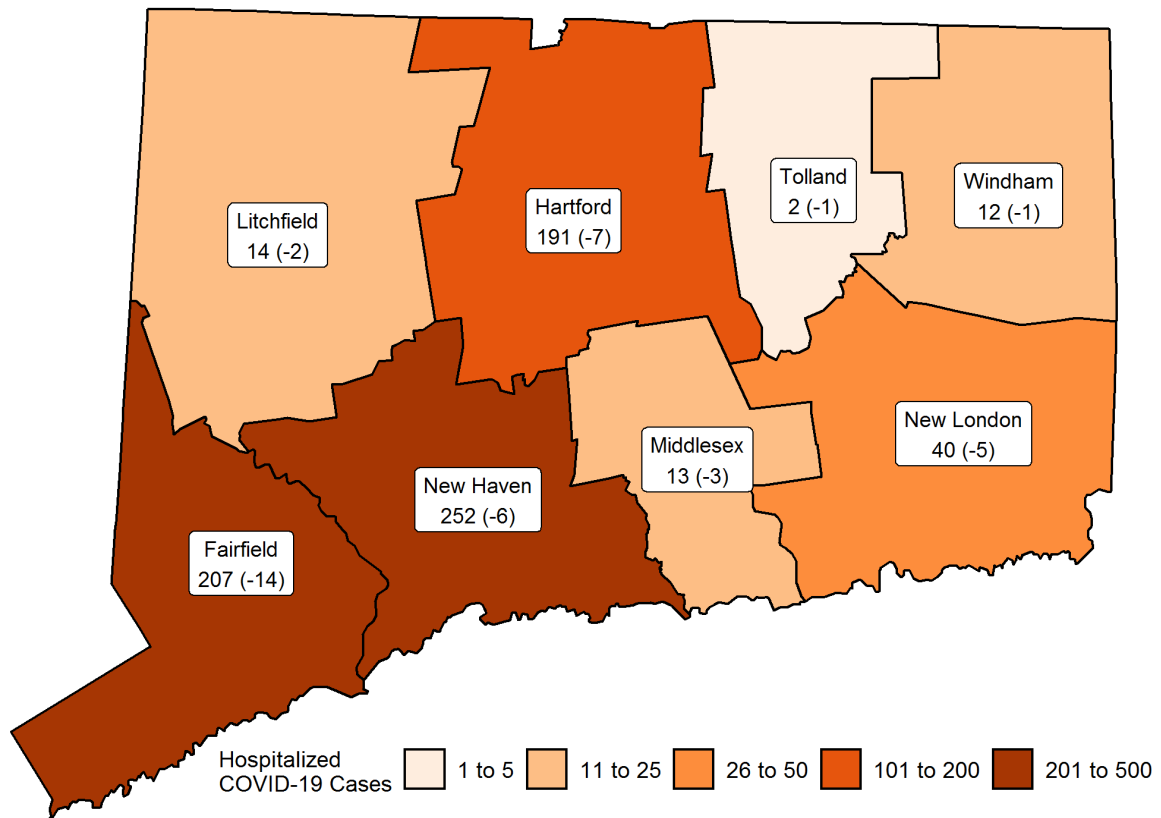 Tolland
2 (-1)
Windham
12 (-1)
Hartford
191 (-7)
Litchfield
14 (-2)
New London
40 (-5)
Middlesex
13 (-3)
New Haven
252 (-6)
Fairfield
207 (-14)
Hospitalized
COVID-19 Cases
1 to 5
11 to 25
26 to 50
101 to 200
201 to 500